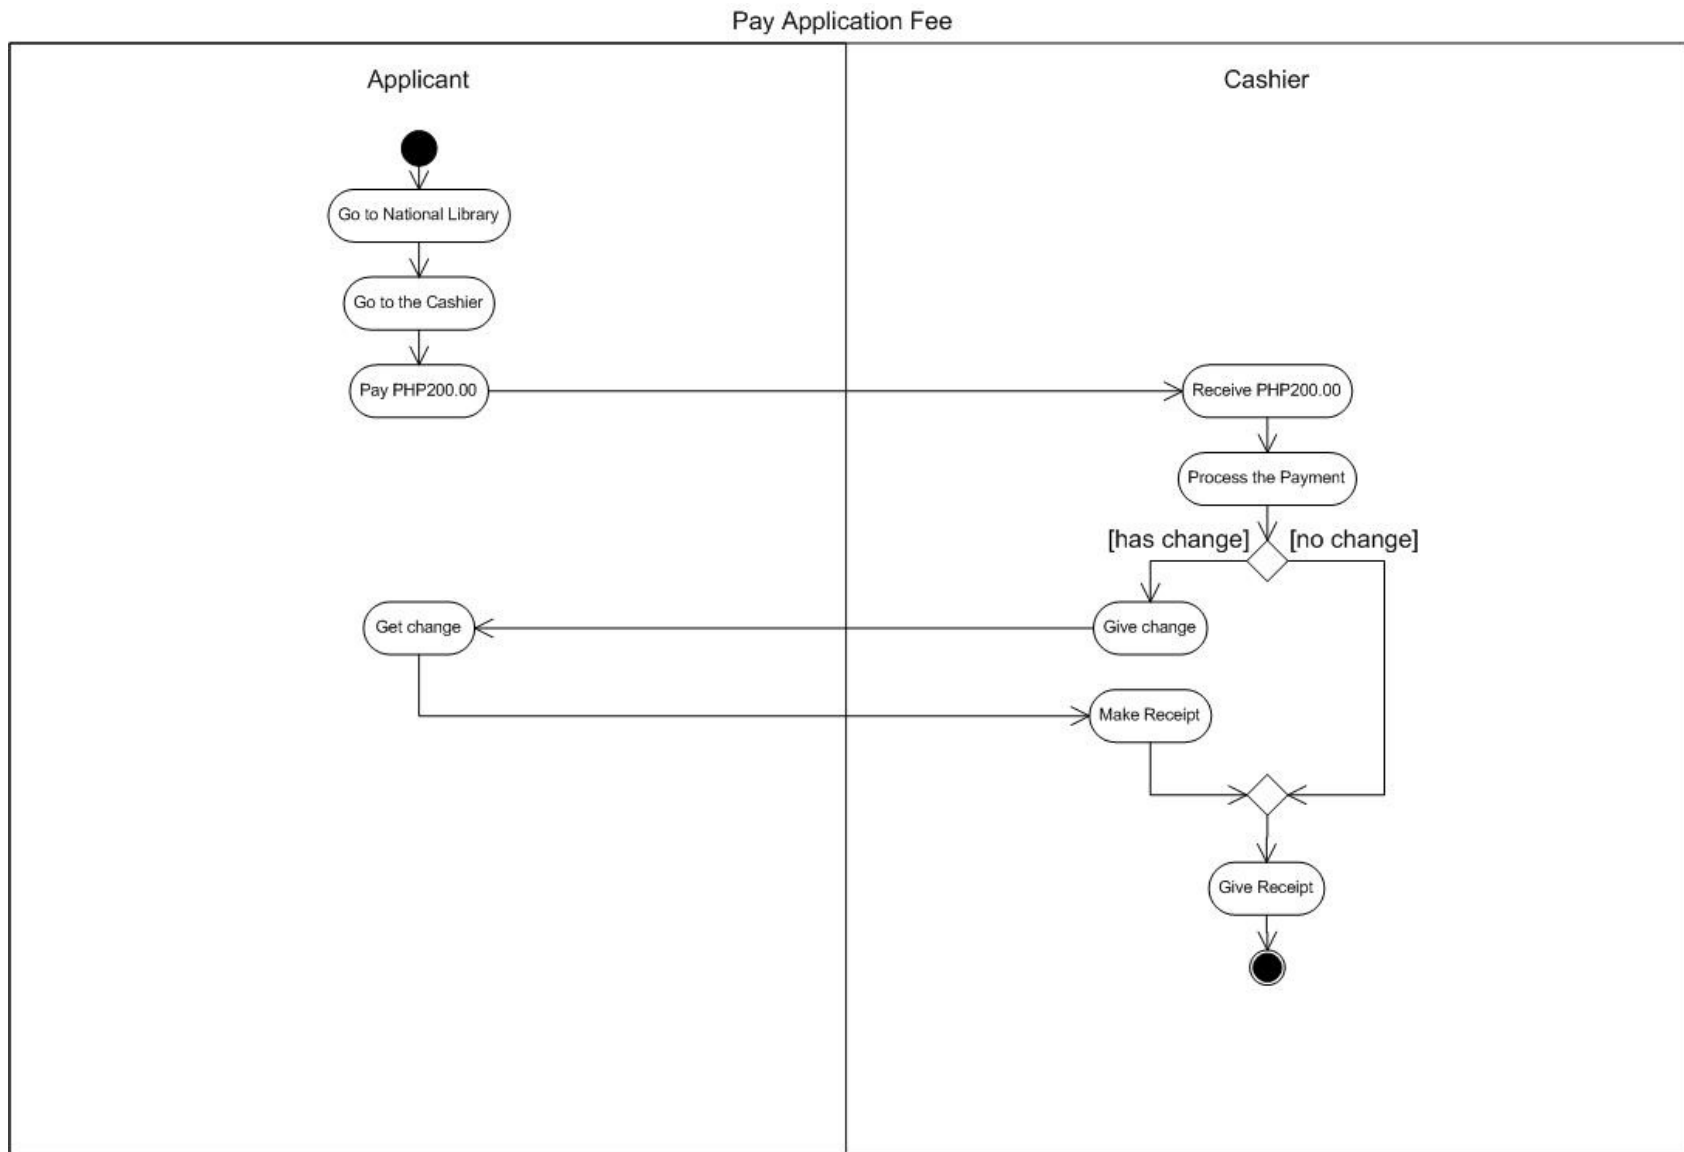 Pay Application Fee
Applicant
Cashier
Go to National Library
Go to the Cashier
Pay PHP200.00
Receive PHP200.00
Process the Payment
[has change]
[no change]
Get change
Give change
Make Receipt
Give Receipt